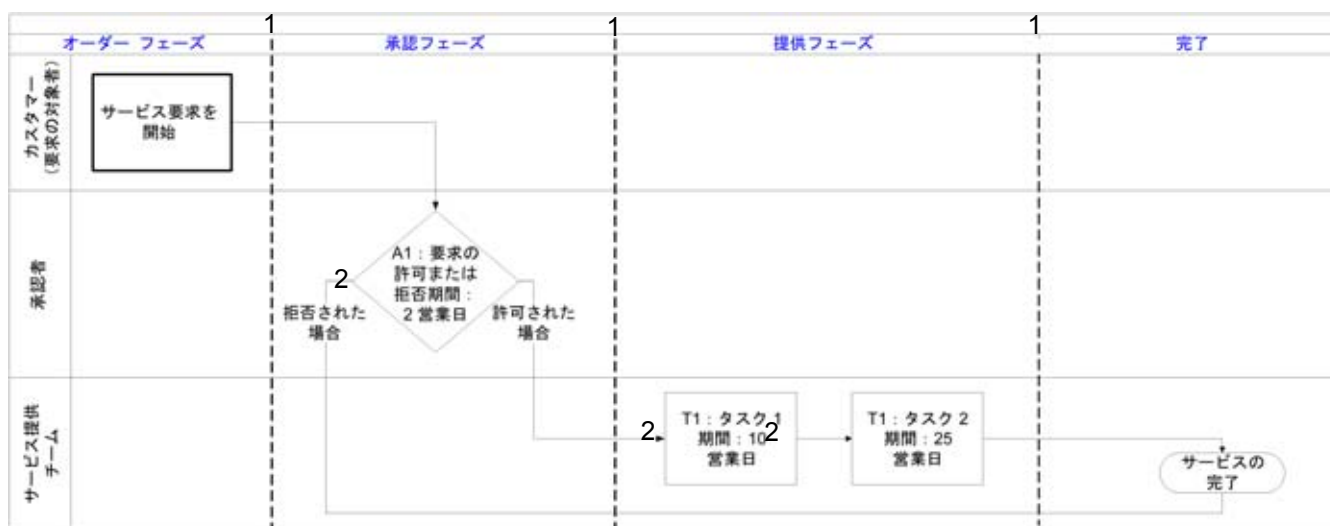 1
1
1
オーダー フェーズ
承認フェーズ
提供フェーズ
完了
カスタマー
(要求の対象者)
サービス要求を
開始
承認者
A1：要求の
許可または
拒否期間：
2 営業日
2
拒否された
場合
許可された
場合
サービス提供
チーム
2
T1：タスク 1
期間：10
営業日
2
T1：タスク 2
期間：25
営業日
サービスの
完了